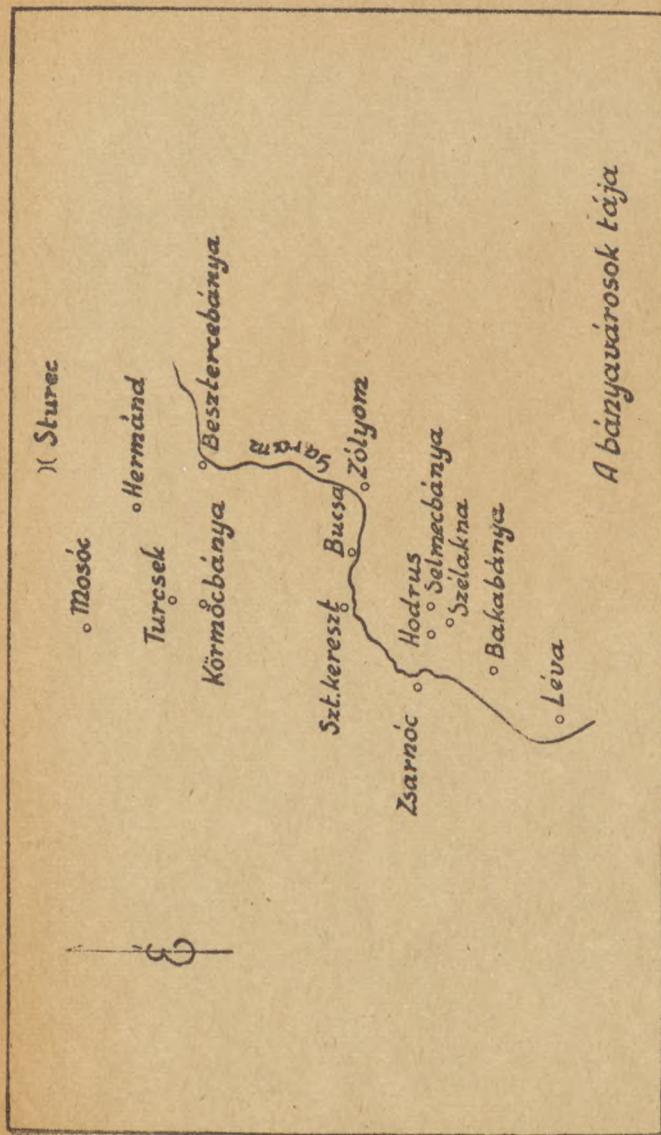 Sturec
Mosóc
Hermánd
Turcsek
Besztercebánya
Körmöcbánya
Garam
Bucsa
Szt.kereszt
Zólyom
Hodrus
Zsarnóc
Selmecbánya
Szélakna
Bakabánya
Léva
A bányavárosok tája
É